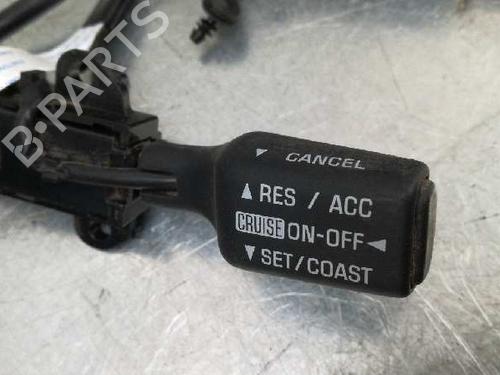 B-PARTS
▼ CANCEL
▲ RES / ACC
CRUISE ON-OFF ◀
▼ SET/COAST